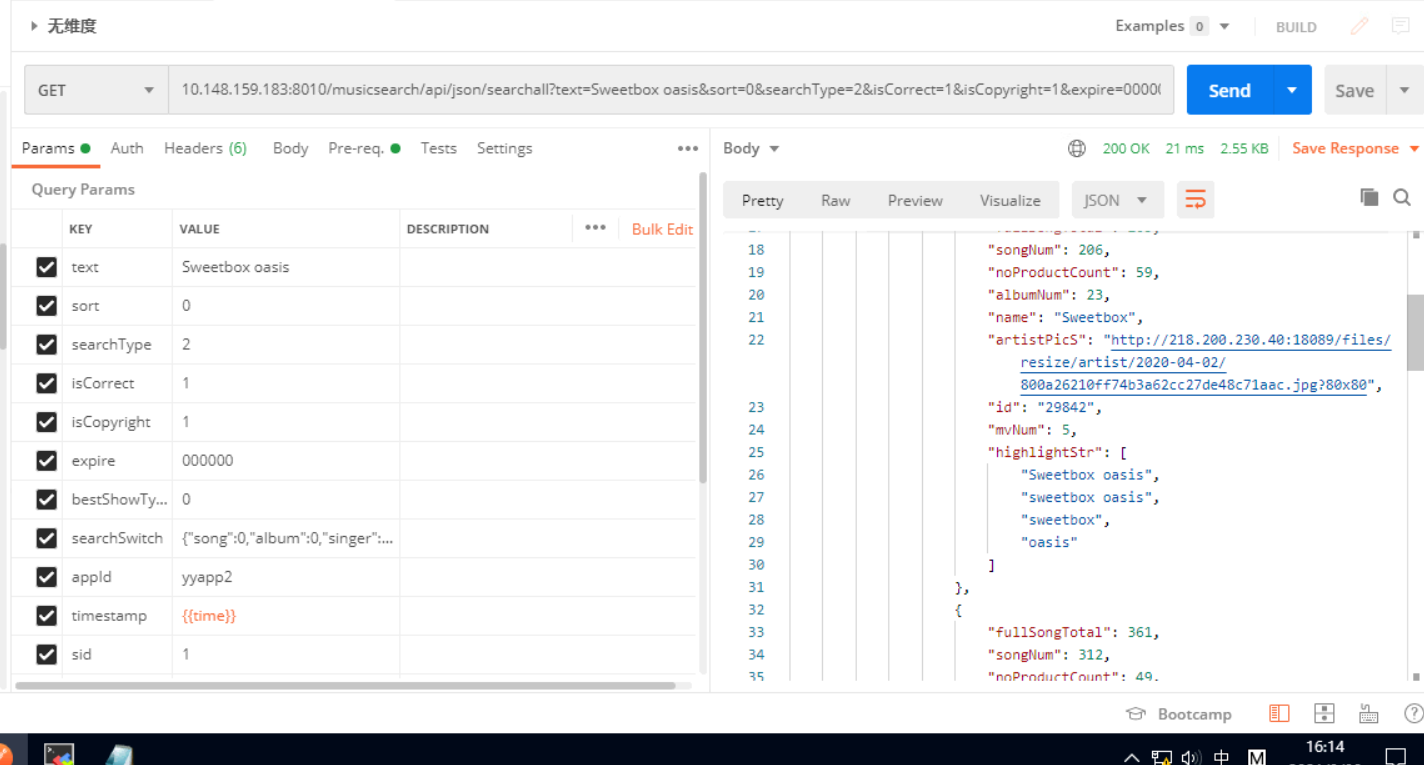 无维度
Examples 0
BUILD
GET
10.148.159.183:8010/musicsearch/api/json/searchall?text=Sweetbox oasis&sort=0&searchType=2&isCorrect=1&isCopyright=1&expire=00000
Send
Save
Params
Auth
Headers (6)
Body
Pre-req.
Tests
Settings
•••
Body
200 OK
21 ms
2.55 KB
Save Response
Query Params
KEY
VALUE
DESCRIPTION
•••
Bulk Edit
text
Sweetbox oasis
sort
0
searchType
2
isCorrect
1
isCopyright
1
expire
000000
bestShowTy...
0
searchSwitch
{"song":0,"album":0,"singer":...
appId
yyapp2
timestamp
{{time}}
sid
1
Pretty
Raw
Preview
Visualize
JSON
18 "songNum": 206,
19 "noProductCount": 59,
20 "albumNum": 23,
21 "name": "Sweetbox",
22 "artistPicS": "http://218.200.230.40:18089/files/
resize/artist/2020-04-02/
800a26210ff74b3a62cc27de48c71aac.jpg?80x80",
23 "id": "29842",
24 "mvNum": 5,
25 "highlightStr": [
26 "Sweetbox oasis",
27 "sweetbox oasis",
28 "sweetbox",
29 "oasis"
30 ]
31 },
32 {
33 "fullSongTotal": 361,
34 "songNum": 312,
35 "noProductCount": 49,
Bootcamp
中
M
16:14